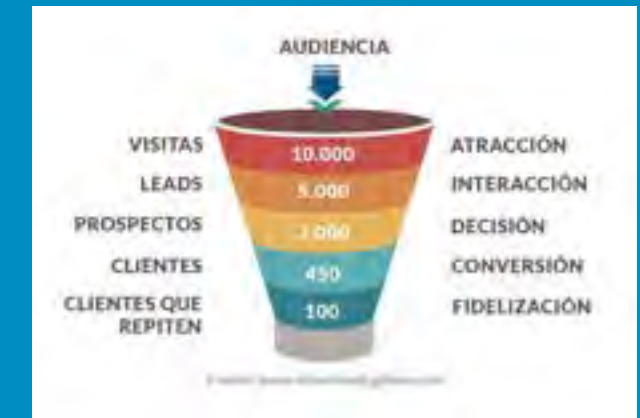 AUDIENCIA
VISITAS 10.000 ATRACCIÓN
LEADS 5.000 INTERACCIÓN
PROSPECTOS DECISIÓN
CLIENTES 450 CONVERSIÓN
CLIENTES QUE
REPITEN 100 FIDELIZACIÓN